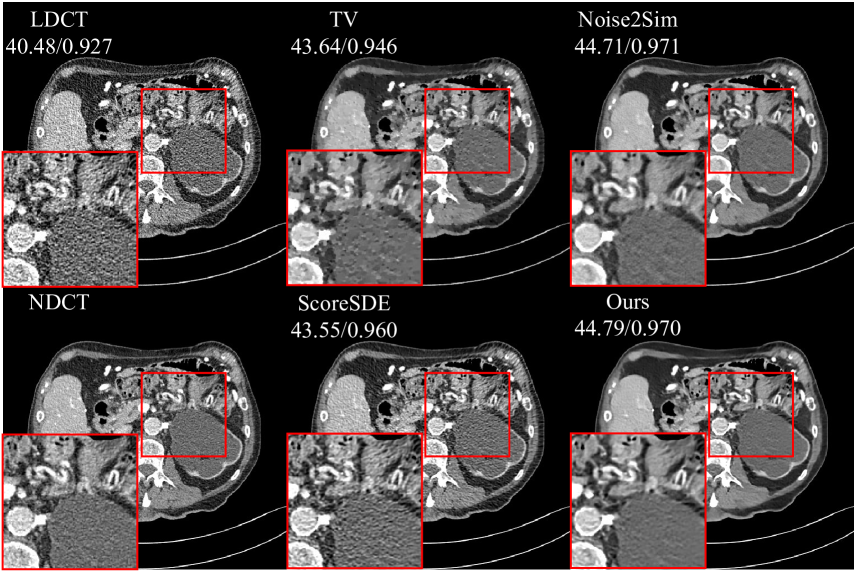 LDCT
40.48/0.927
TV
43.64/0.946
Noise2Sim
44.71/0.971
NDCT
ScoreSDE
43.55/0.960
Ours
44.79/0.970